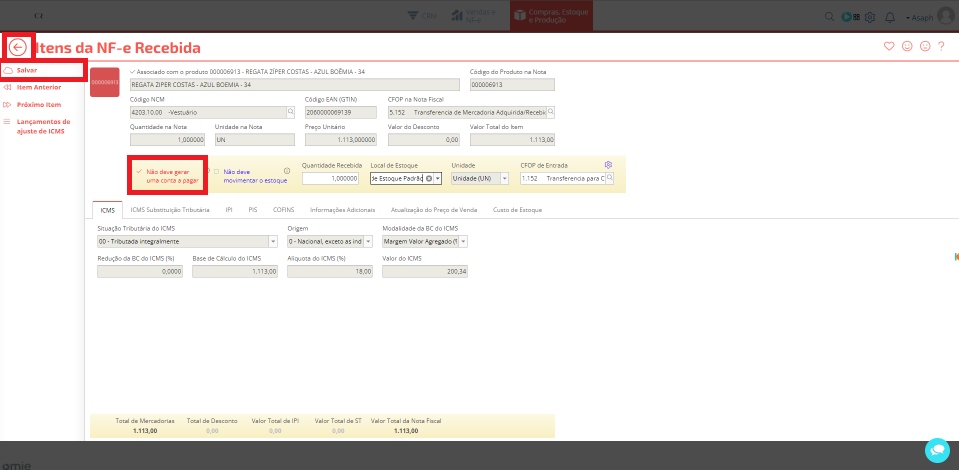 CRM
Vendas e
NF-e
Compras, Estoque
e Produção
Asaph
Itens da NF-e Recebida
Salvar
Item Anterior
Próximo Item
Lançamentos de
ajuste de ICMS
000006913
Associado com o produto 000006913 - REGATA ZÍPER COSTAS - AZUL BOÊMIA - 34
Código do Produto na Nota
REGATA ZIPER COSTAS - AZUL BOEMIA - 34
000006913
Código NCM
Código EAN (GTIN)
CFOP na Nota Fiscal
4203.10.00 -Vestuário
2060000069139
5.152 Transferencia de Mercadoria Adquirida/Recebid
Quantidade na Nota
Unidade na Nota
Preço Unitário
Valor do Desconto
Valor Total do Item
1,000000
UN
1.113,000000
0,00
1.113,00
Não deve gerar
uma conta a pagar
Não deve
movimentar o estoque
Quantidade Recebida
Local de Estoque
Unidade
CFOP de Entrada
1,000000
de Estoque Padrão
Unidade (UN)
1.152 Transferencia para C
ICMS
ICMS Substituição Tributária
IPI
PIS
COFINS
Informações Adicionais
Atualização do Preço de Venda
Custo de Estoque
Situação Tributária do ICMS
Origem
Modalidade da BC do ICMS
00 - Tributada integralmente
0 - Nacional, exceto as ind
Margem Valor Agregado (%
Redução da BC do ICMS (%)
Base de Cálculo do ICMS
Alíquota do ICMS (%)
Valor do ICMS
0,0000
1.113,00
18,00
200,34
Total de Mercadorias
Total de Desconto
Valor Total de IPI
Valor Total de ST
Valor Total da Nota Fiscal
1.113,00
0,00
0,00
0,00
1.113,00
omie